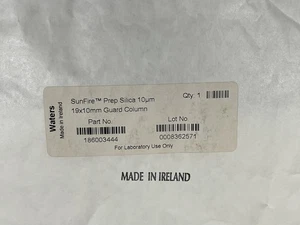 Waters
Made in Ireland
SunFire™ Prep Silica 10µm
19x10mm Guard Column
Qty: 1
Part No.
186003444
Lot No
0008362571
For Laboratory Use Only
MADE IN IRELAND